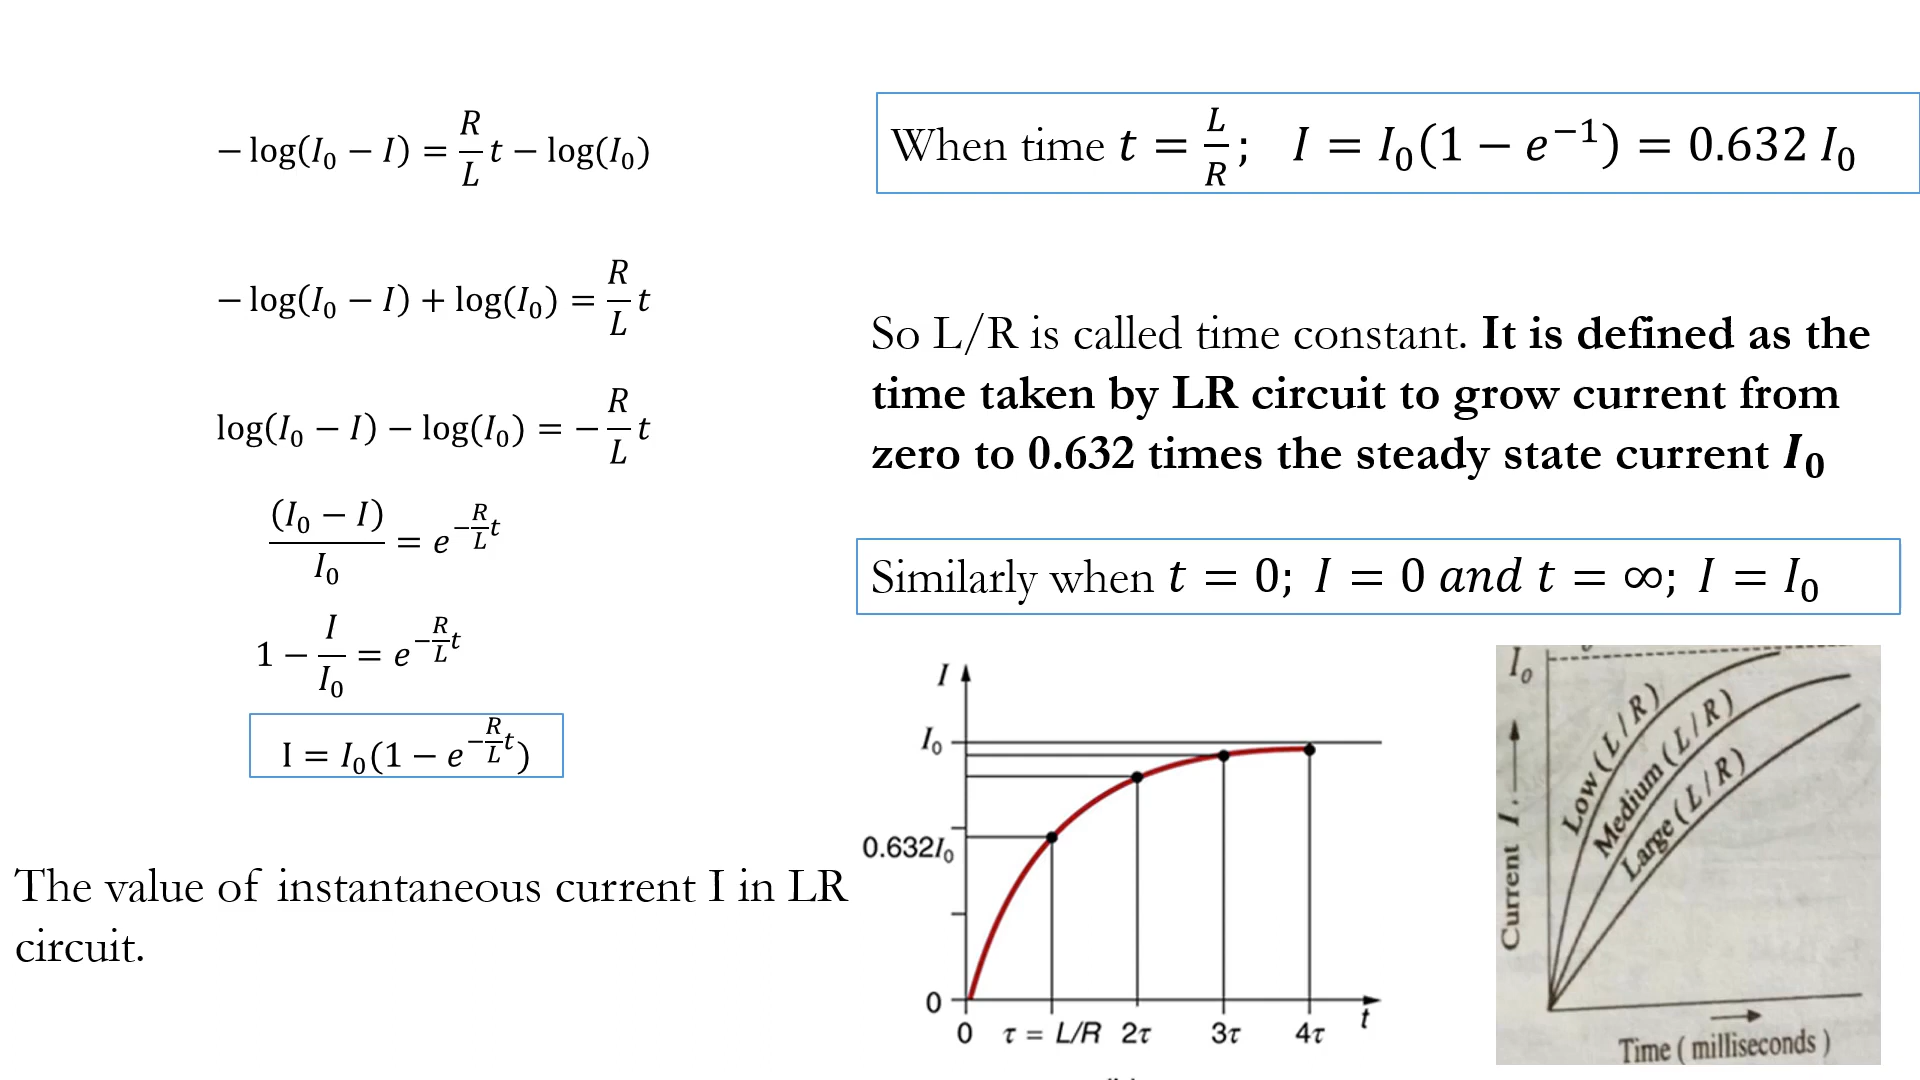 − log(I₀ − I) = R/L t − log(I₀)
− log(I₀ − I) + log(I₀) = R/L t
log(I₀ − I) − log(I₀) = − R/L t
(I₀ − I)/I₀ = e^(−R/L t)
1 − I/I₀ = e^(−R/L t)
I = I₀(1 − e^(−R/L t))
The value of instantaneous current I in LR
circuit.
When time t = L/R; I = I₀(1 − e⁻¹) = 0.632 I₀
So L/R is called time constant. It is defined as the
time taken by LR circuit to grow current from
zero to 0.632 times the steady state current I₀
Similarly when t = 0; I = 0 and t = ∞; I = I₀
I
I₀
0.632I₀
0
0 τ = L/R 2τ 3τ 4τ t
I₀
Low (L/R)
Medium (L/R)
Large (L/R)
Current I
Time ( milliseconds )